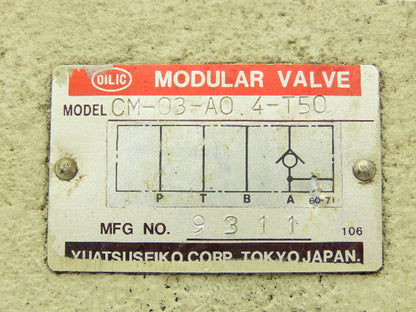 OiLIC MODULAR VALVE
MODEL CM-03-A0.4-T50
P T B A 60-71
MFG NO. 9311 106
YUATSUSEIKO CORP. TOKYO, JAPAN.